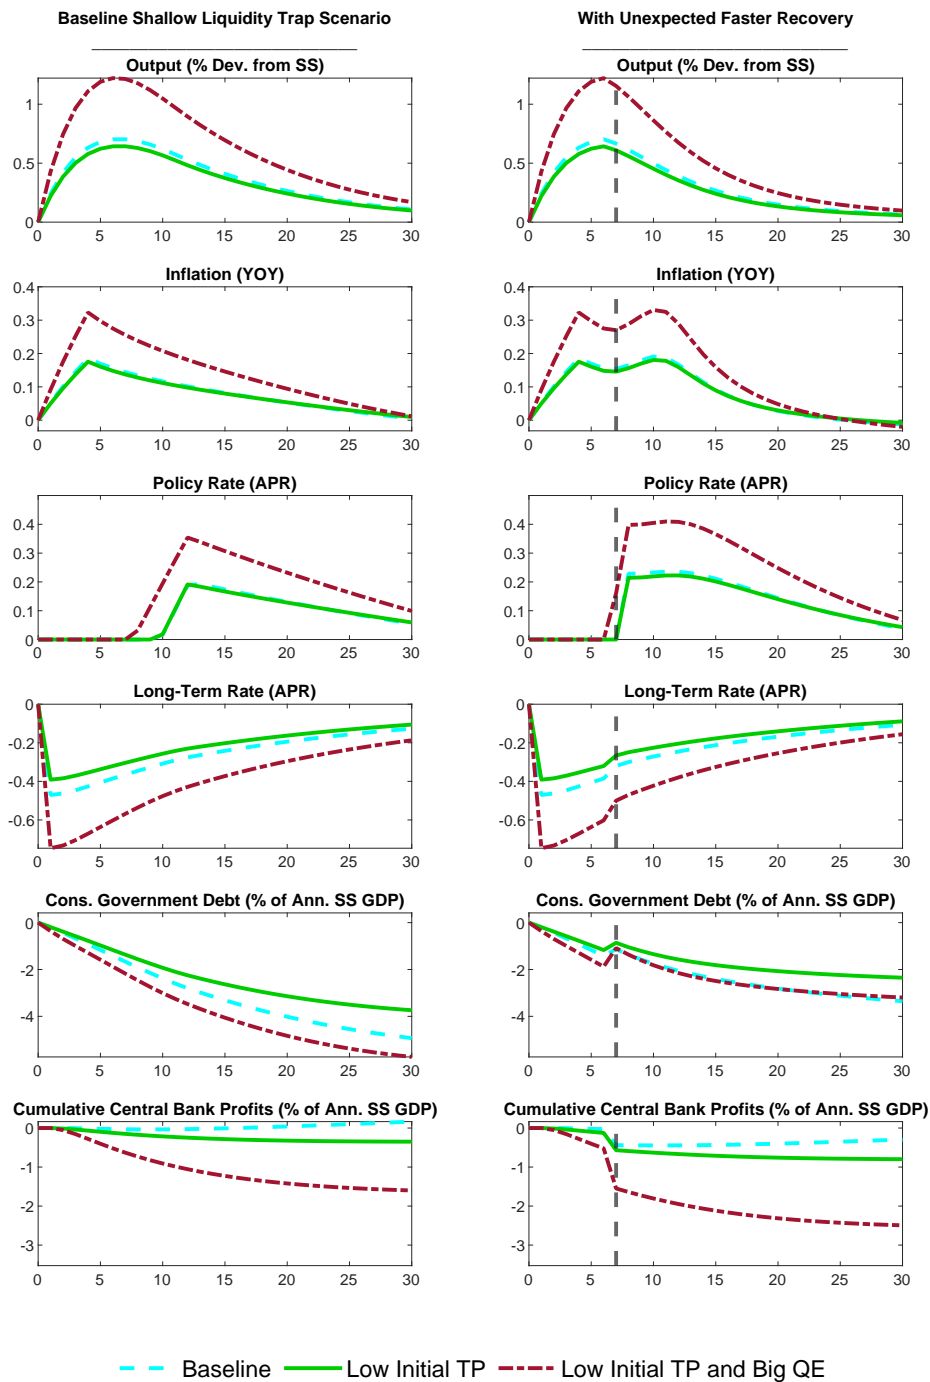 Baseline Shallow Liquidity Trap Scenario
With Unexpected Faster Recovery
Output (% Dev. from SS)
1
0.5
0
0 5 10 15 20 25 30
Output (% Dev. from SS)
1
0.5
0
0 5 10 15 20 25 30
Inflation (YOY)
0.4
0.3
0.2
0.1
0
0 5 10 15 20 25 30
Inflation (YOY)
0.4
0.3
0.2
0.1
0
0 5 10 15 20 25 30
Policy Rate (APR)
0.4
0.3
0.2
0.1
0
0 5 10 15 20 25 30
Policy Rate (APR)
0.4
0.3
0.2
0.1
0
0 5 10 15 20 25 30
Long-Term Rate (APR)
0
-0.2
-0.4
-0.6
0 5 10 15 20 25 30
Long-Term Rate (APR)
0
-0.2
-0.4
-0.6
0 5 10 15 20 25 30
Cons. Government Debt (% of Ann. SS GDP)
0
-2
-4
0 5 10 15 20 25 30
Cons. Government Debt (% of Ann. SS GDP)
0
-2
-4
0 5 10 15 20 25 30
Cumulative Central Bank Profits (% of Ann. SS GDP)
0
-1
-2
-3
0 5 10 15 20 25 30
Cumulative Central Bank Profits (% of Ann. SS GDP)
0
-1
-2
-3
0 5 10 15 20 25 30
Baseline Low Initial TP Low Initial TP and Big QE